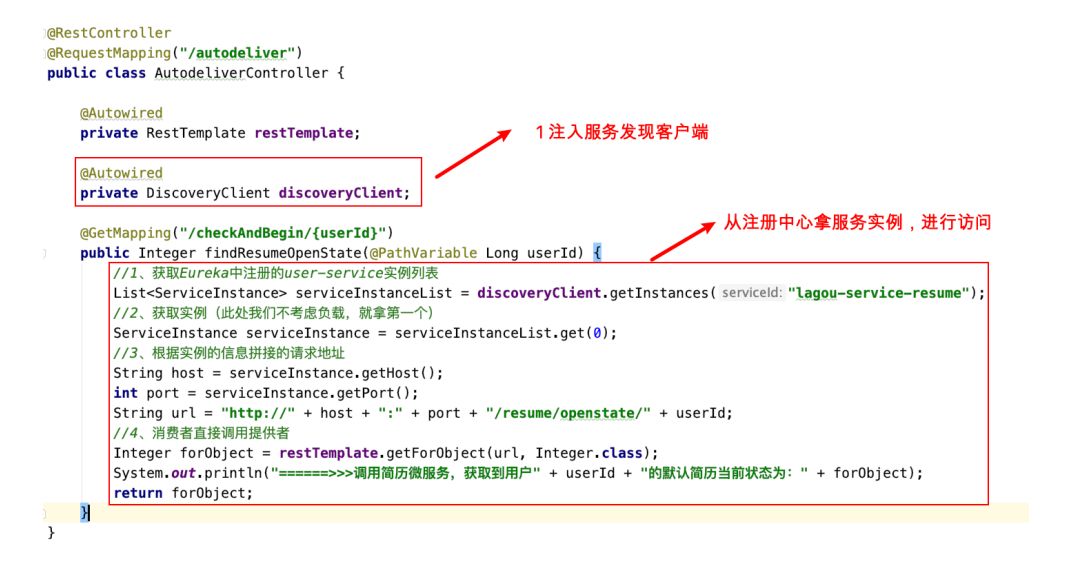 @RestController
@RequestMapping("/autodeliver")
public class AutodeliverController {
@Autowired
private RestTemplate restTemplate;
1注入服务发现客户端
@Autowired
private DiscoveryClient discoveryClient;
从注册中心拿服务实例，进行访问
@GetMapping("/checkAndBegin/{userId}")
public Integer findResumeOpenState(@PathVariable Long userId) {
//1、获取Eureka中注册的user-service实例列表
List<ServiceInstance> serviceInstanceList = discoveryClient.getInstances( serviceId: "lagou-service-resume");
//2、获取实例（此处我们不考虑负载，就拿第一个）
ServiceInstance serviceInstance = serviceInstanceList.get(0);
//3、根据实例的信息拼接的请求地址
String host = serviceInstance.getHost();
int port = serviceInstance.getPort();
String url = "http://" + host + ":" + port + "/resume/openstate/" + userId;
//4、消费者直接调用提供者
Integer forObject = restTemplate.getForObject(url, Integer.class);
System.out.println("======>>>调用简历微服务，获取到用户" + userId + "的默认简历当前状态为：" + forObject);
return forObject;
}
}